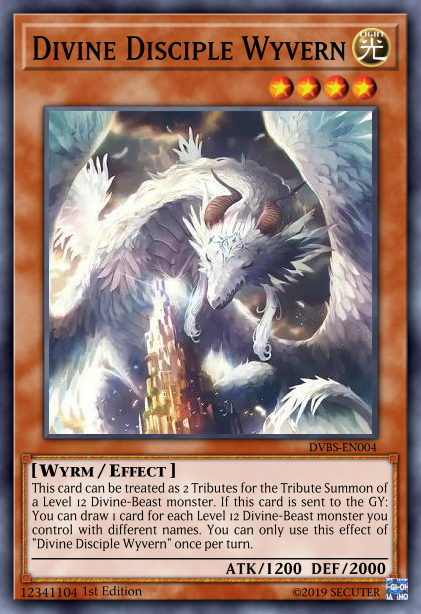 DIVINE DISCIPLE WYVERN
LIGHT
光
DVBS-EN004
[WYRM / EFFECT]
This card can be treated as 2 Tributes for the Tribute Summon of
a Level 12 Divine-Beast monster. If this card is sent to the GY:
You can draw 1 card for each Level 12 Divine-Beast monster you
control with different names. You can only use this effect of
"Divine Disciple Wyvern" once per turn.
ATK/1200 DEF/2000
12341104 1st Edition ©2019 SECUTER